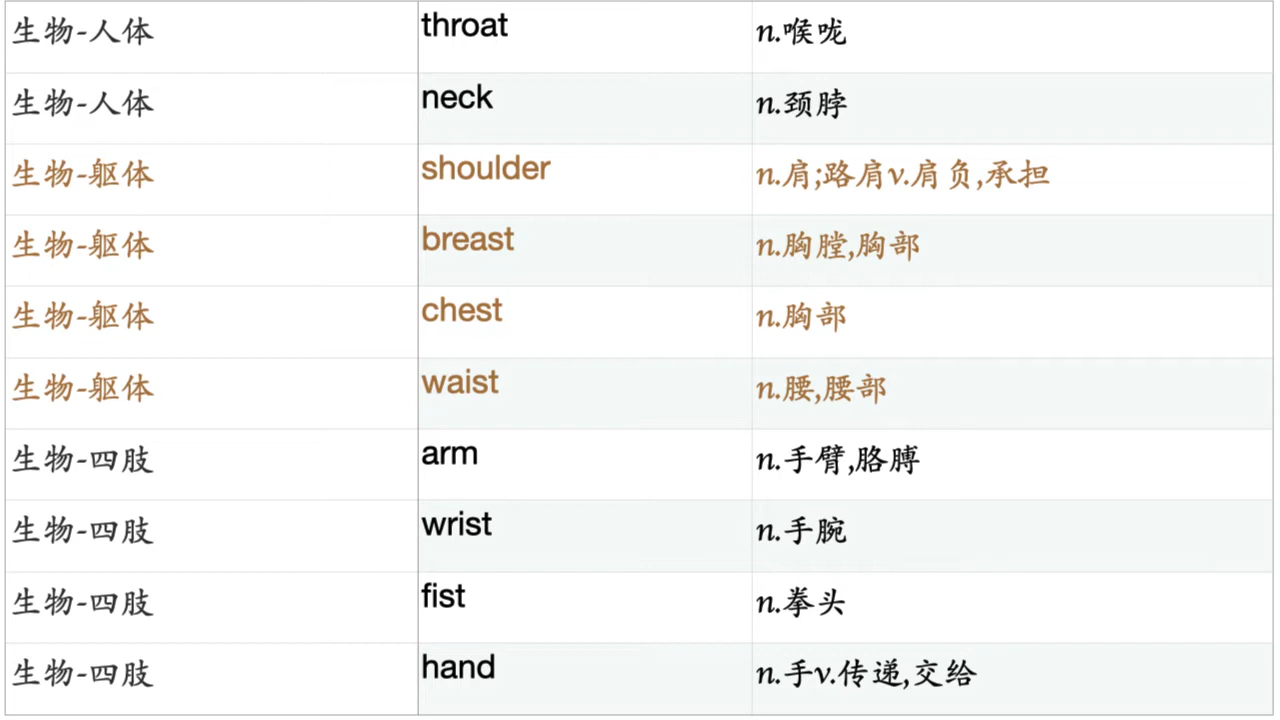 生物-人体 throat n.喉咙
生物-人体 neck n.颈脖
生物-躯体 shoulder n.肩;路肩v.肩负,承担
生物-躯体 breast n.胸膛,胸部
生物-躯体 chest n.胸部
生物-躯体 waist n.腰,腰部
生物-四肢 arm n.手臂,胳膊
生物-四肢 wrist n.手腕
生物-四肢 fist n.拳头
生物-四肢 hand n.手v.传递,交给